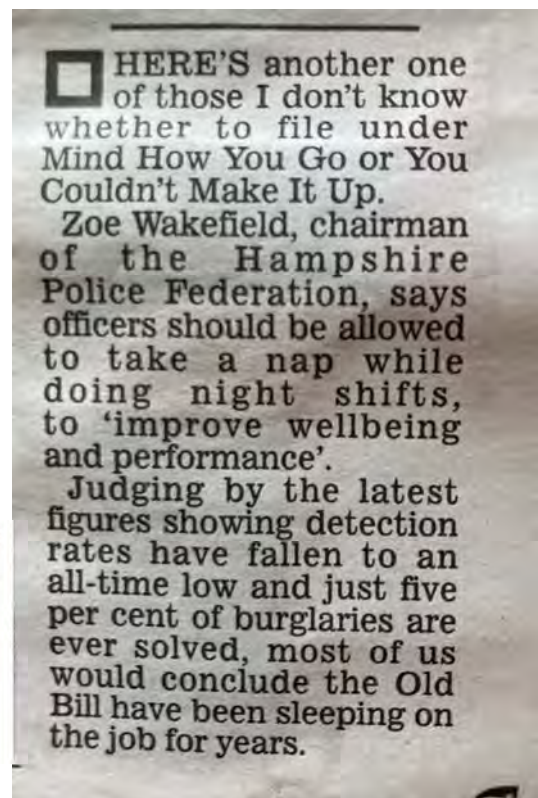 HERE'S another one
of those I don't know
whether to file under
Mind How You Go or You
Couldn't Make It Up.
Zoe Wakefield, chairman
of the Hampshire
Police Federation, says
officers should be allowed
to take a nap while
doing night shifts,
to ‘improve wellbeing
and performance’.
Judging by the latest
figures showing detection
rates have fallen to an
all-time low and just five
per cent of burglaries are
ever solved, most of us
would conclude the Old
Bill have been sleeping on
the job for years.